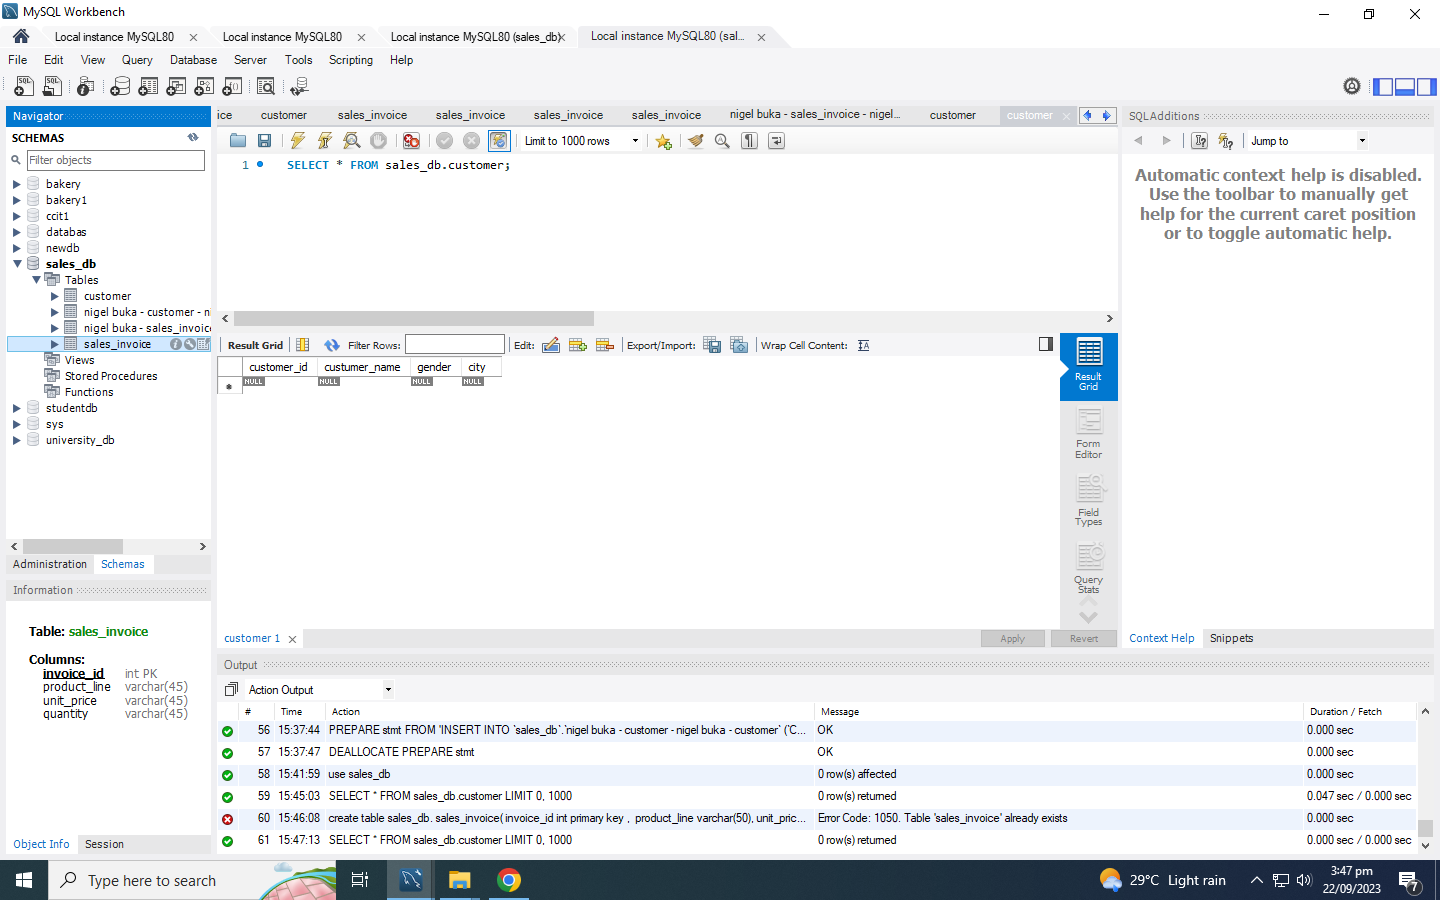 MySQL Workbench
Local instance MySQL80 Local instance MySQL80 Local instance MySQL80 (sales_db) Local instance MySQL80 (sal...
File Edit View Query Database Server Tools Scripting Help
Navigator
ice customer sales_invoice sales_invoice sales_invoice sales_invoice nigel buka - sales_invoice - nigel... customer customer
SQLAdditions
SCHEMAS
Limit to 1000 rows
Jump to
Filter objects
1 SELECT * FROM sales_db.customer;
bakery
bakery1
ccit1
databas
newdb
sales_db
Tables
customer
nigel buka - customer - n
nigel buka - sales_invoice
sales_invoice
Views
Stored Procedures
Functions
studentdb
sys
university_db
Automatic context help is disabled.
Use the toolbar to manually get
help for the current caret position
or to toggle automatic help.
Result Grid Filter Rows: Edit: Export/Import: Wrap Cell Content:
customer_id custumer_name gender city
NULL NULL NULL NULL
Result
Grid
Form
Editor
Field
Types
Query
Stats
Administration Schemas
Information
Table: sales_invoice
Columns:
invoice_id int PK
product_line varchar(45)
unit_price varchar(45)
quantity varchar(45)
Object Info Session
customer 1 Apply Revert
Context Help Snippets
Output
Action Output
# Time Action Message Duration / Fetch
56 15:37:44 PREPARE stmt FROM 'INSERT INTO `sales_db`.`nigel buka - customer - nigel buka - customer` (`C... OK 0.000 sec
57 15:37:47 DEALLOCATE PREPARE stmt OK 0.000 sec
58 15:41:59 use sales_db 0 row(s) affected 0.000 sec
59 15:45:03 SELECT * FROM sales_db.customer LIMIT 0, 1000 0 row(s) returned 0.047 sec / 0.000 sec
60 15:46:08 create table sales_db. sales_invoice( invoice_id int primary key , product_line varchar(50), unit_pric... Error Code: 1050. Table 'sales_invoice' already exists 0.000 sec
61 15:47:13 SELECT * FROM sales_db.customer LIMIT 0, 1000 0 row(s) returned 0.000 sec / 0.000 sec
Type here to search
29°C Light rain
3:47 pm
22/09/2023
7